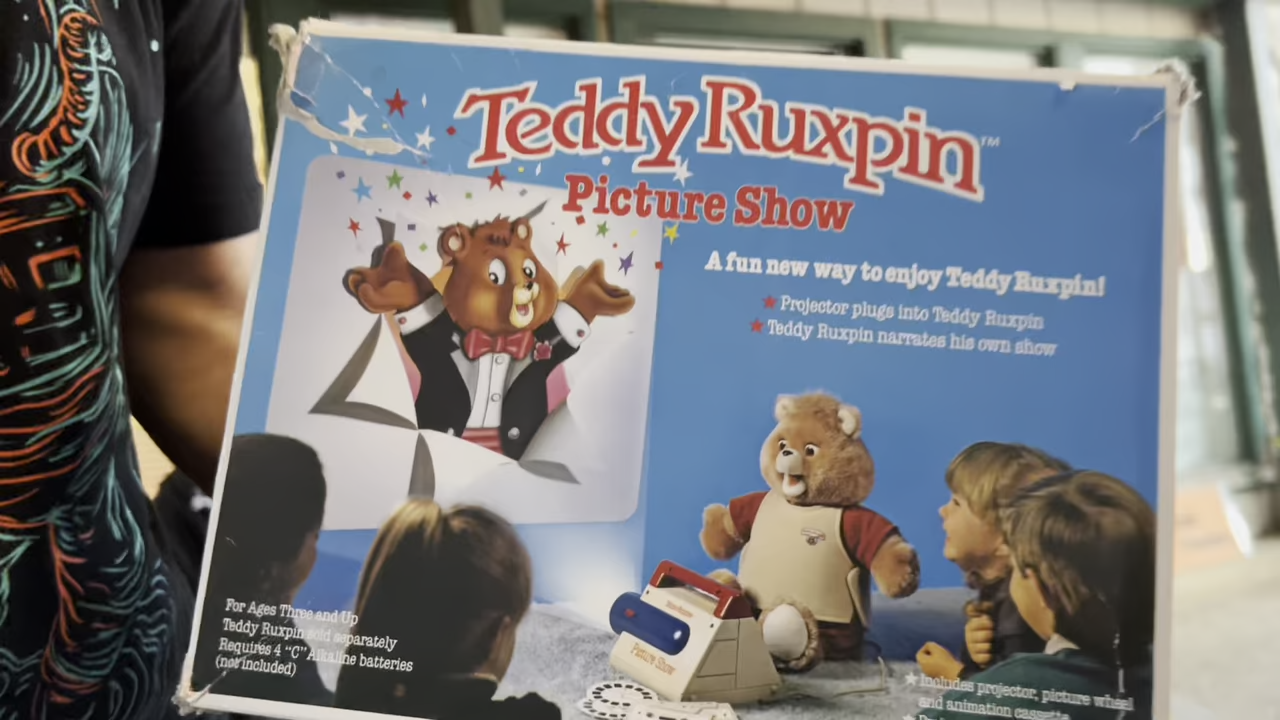 Teddy Ruxpin™
Picture Show
A fun new way to enjoy Teddy Ruxpin!
★ Projector plugs into Teddy Ruxpin
★ Teddy Ruxpin narrates his own show
For Ages Three and Up
Teddy Ruxpin sold separately
Requires 4 “C” Alkaline batteries
(not included)
Picture Show
★ Includes projector, picture wheel
and animation cassette